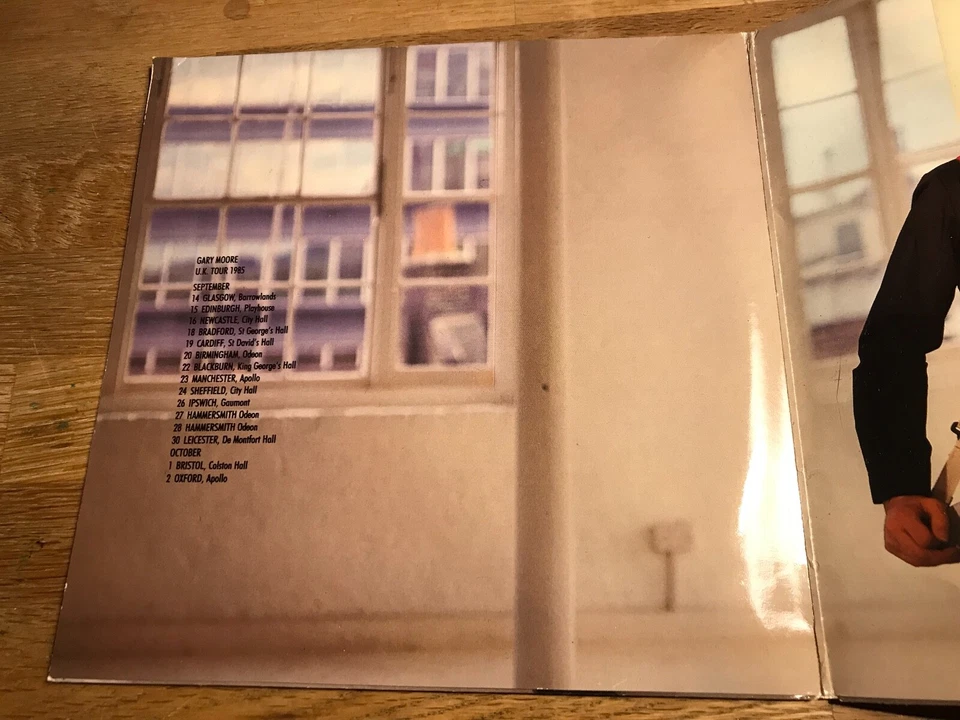 GARY MOORE
U.K. TOUR 1985
SEPTEMBER
14 GLASGOW, Barrowlands
15 EDINBURGH, Playhouse
16 NEWCASTLE, City Hall
18 BRADFORD, St George's Hall
19 CARDIFF, St David's Hall
20 BIRMINGHAM, Odeon
22 BLACKBURN, King George's Hall
23 MANCHESTER, Apollo
24 SHEFFIELD, City Hall
26 IPSWICH, Gaumont
27 HAMMERSMITH Odeon
28 HAMMERSMITH Odeon
30 LEICESTER, De Montfort Hall
OCTOBER
1 BRISTOL, Colston Hall
2 OXFORD, Apollo